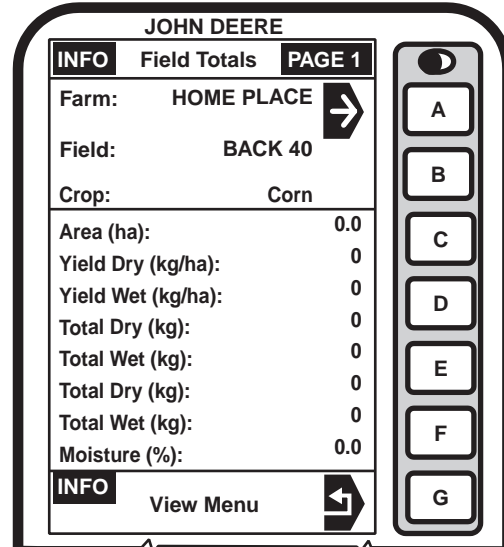 JOHN DEERE
INFO Field Totals PAGE 1
Farm: HOME PLACE
Field: BACK 40
Crop: Corn
Area (ha): 0.0
Yield Dry (kg/ha): 0
Yield Wet (kg/ha): 0
Total Dry (kg): 0
Total Wet (kg): 0
Total Dry (kg): 0
Total Wet (kg): 0
Moisture (%): 0.0
INFO
View Menu
A
B
C
D
E
F
G